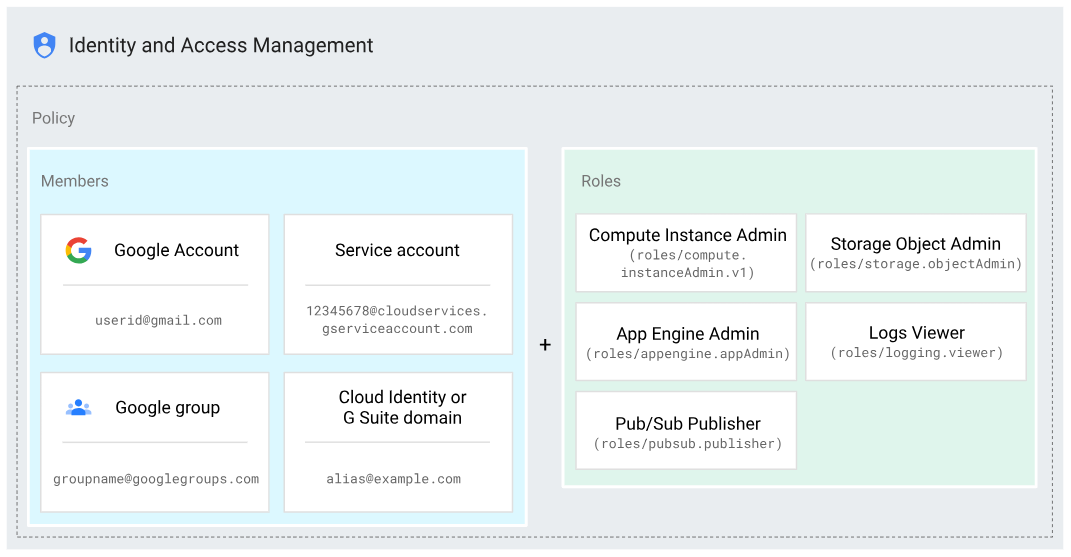 Identity and Access Management
Policy
Members
Google Account
userid@gmail.com
Service account
12345678@cloudservices.
gserviceaccount.com
Google group
groupname@googlegroups.com
Cloud Identity or
G Suite domain
alias@example.com
+
Roles
Compute Instance Admin
(roles/compute.
instanceAdmin.v1)
Storage Object Admin
(roles/storage.objectAdmin)
App Engine Admin
(roles/appengine.appAdmin)
Logs Viewer
(roles/logging.viewer)
Pub/Sub Publisher
(roles/pubsub.publisher)